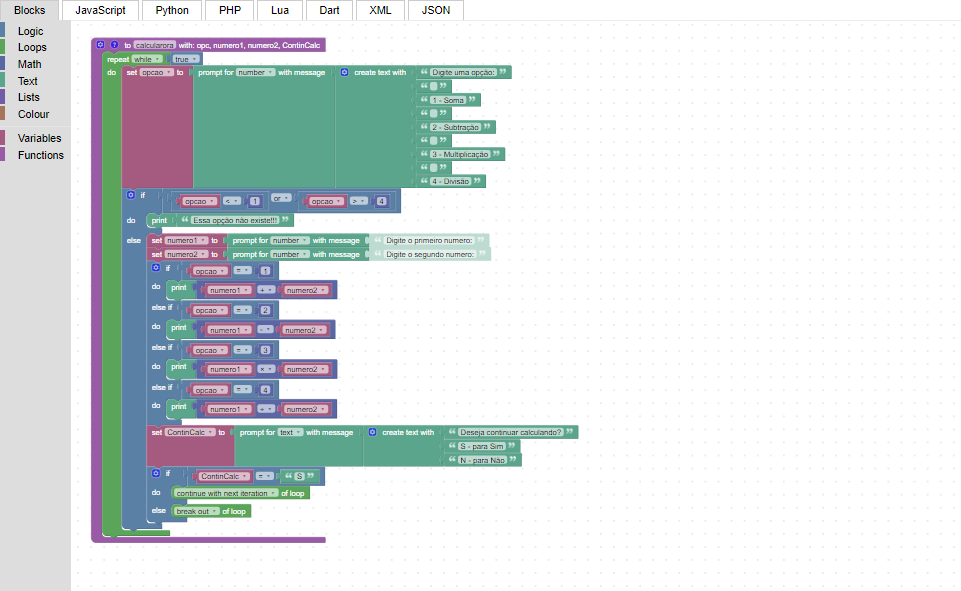 Blocks JavaScript Python PHP Lua Dart XML JSON
Logic
Loops
Math
Text
Lists
Colour
Variables
Functions
? to calcularora with: opc, numero1, numero2, ContinCalc
repeat while true
do set opcao to prompt for number with message create text with “ Digite uma opção: ”
“ ”
“ 1 - Soma ”
“ ”
“ 2 - Subtração ”
“ ”
“ 3 - Multiplicação ”
“ ”
“ 4 - Divisão ”
if opcao < 1 or opcao > 4
do print “ Essa opção não existe!!! ”
else set numero1 to prompt for number with message “ Digite o primeiro numero: ”
set numero2 to prompt for number with message “ Digite o segundo numero: ”
if opcao = 1
do print numero1 + numero2
else if opcao = 2
do print numero1 - numero2
else if opcao = 3
do print numero1 × numero2
else if opcao = 4
do print numero1 ÷ numero2
set ContinCalc to prompt for text with message create text with “ Deseja continuar calculando? ”
“ S - para Sim ”
“ N - para Não ”
if ContinCalc = “ S ”
do continue with next iteration of loop
else break out of loop